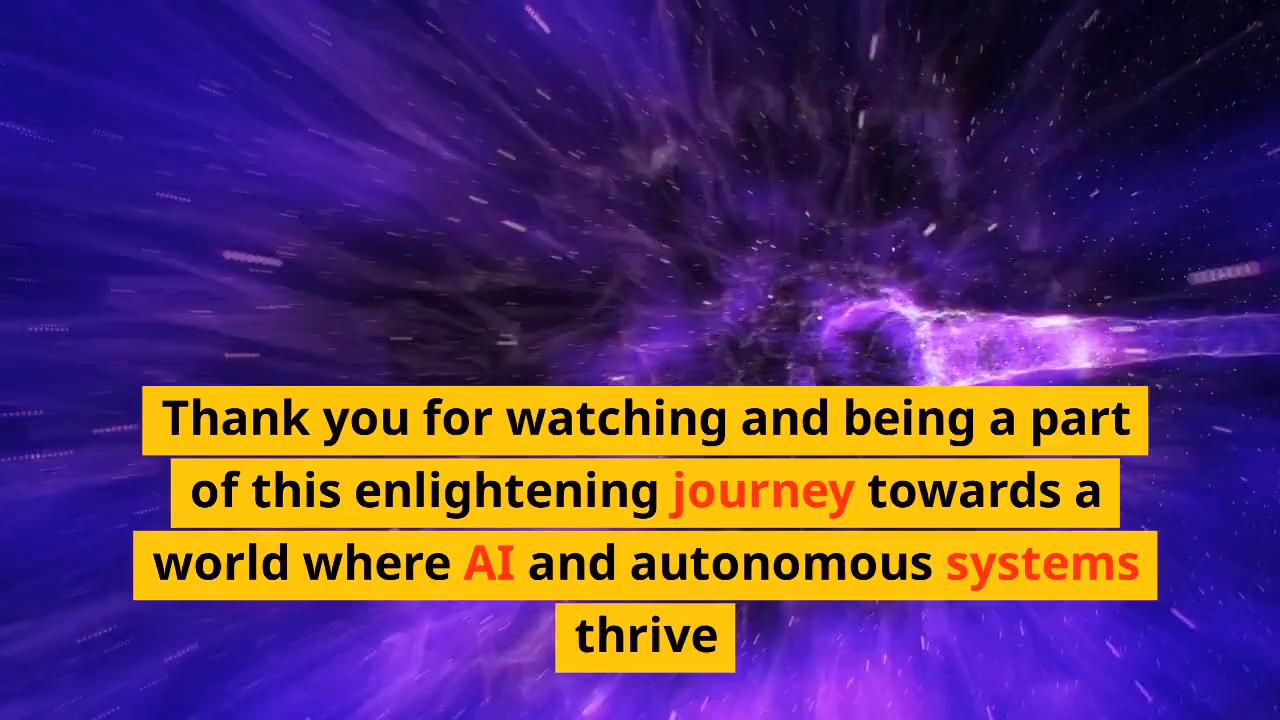 Thank you for watching and being a part
of this enlightening journey towards a
world where AI and autonomous systems
thrive